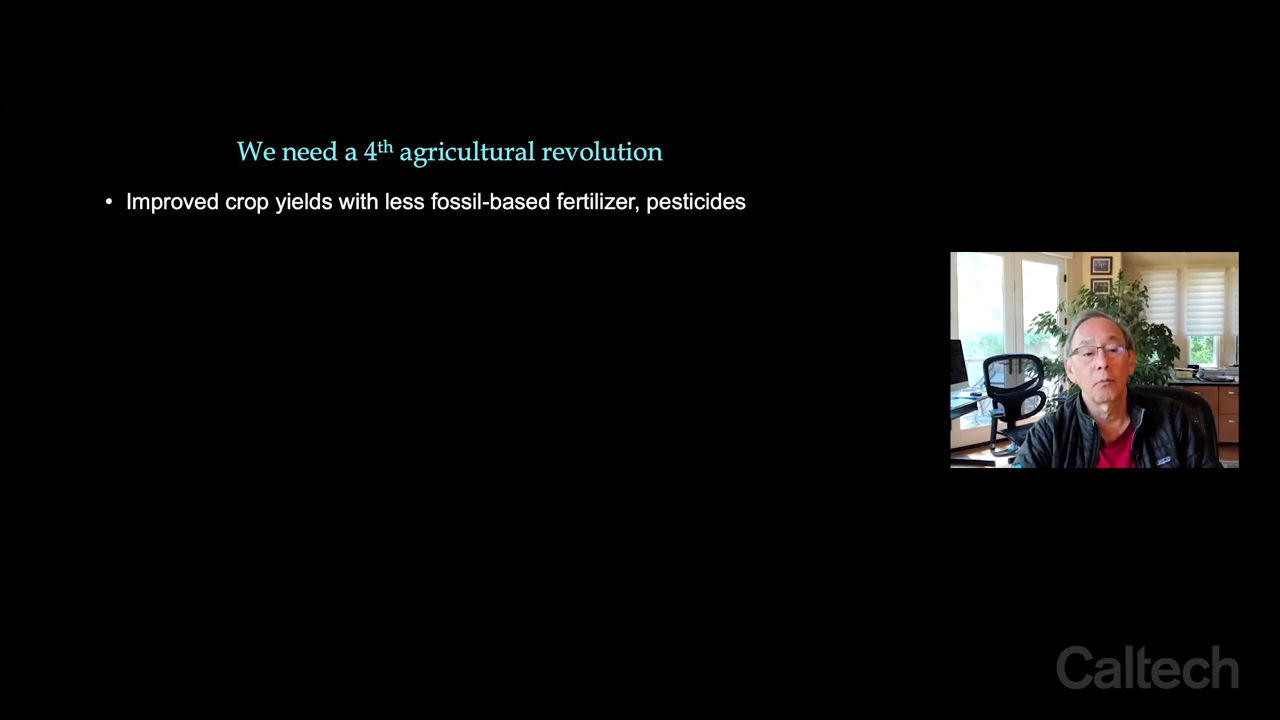 We need a 4th agricultural revolution
• Improved crop yields with less fossil-based fertilizer, pesticides
Caltech